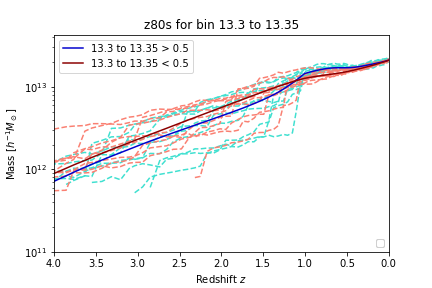 z80s for bin 13.3 to 13.35
13.3 to 13.35 > 0.5
13.3 to 13.35 < 0.5
Mass [h⁻¹M⊙]
10¹³
10¹²
10¹¹
4.0 3.5 3.0 2.5 2.0 1.5 1.0 0.5 0.0
Redshift z